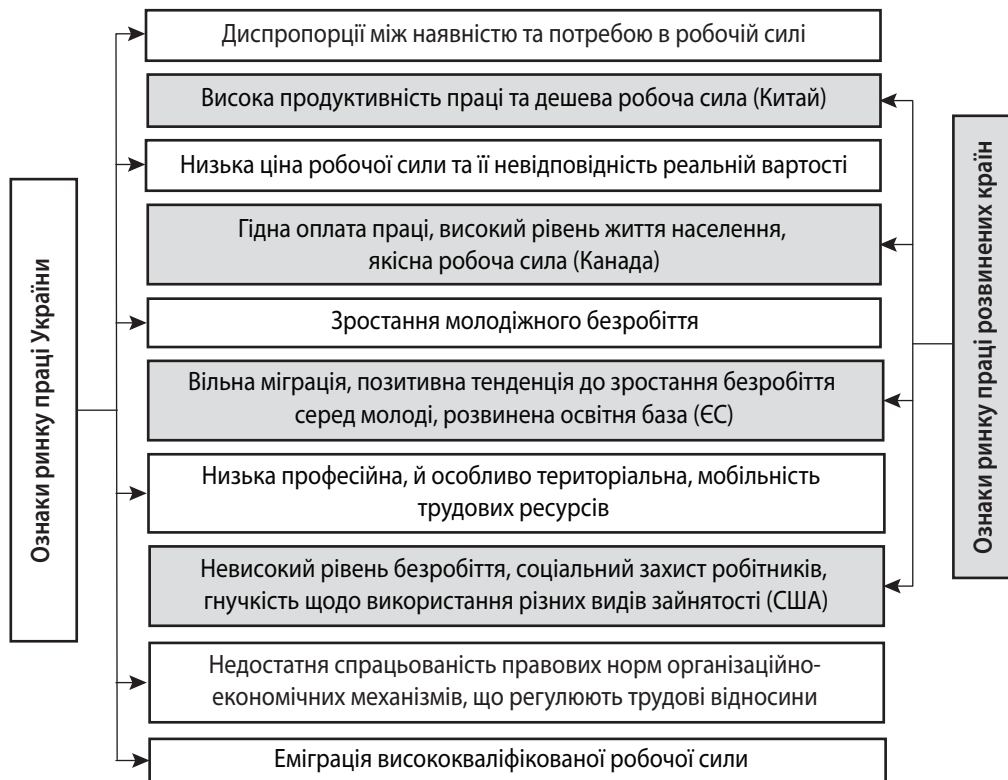 Диспропорції між наявністю та потребою в робочій силі
Висока продуктивність праці та дешева робоча сила (Китай)
Низька ціна робочої сили та її невідповідність реальній вартості
Гідна оплата праці, високий рівень життя населення,
якісна робоча сила (Канада)
Зростання молодіжного безробіття
Вільна міграція, позитивна тенденція до зростання безробіття
серед молоді, розвинена освітня база (ЄС)
Низька професійна, й особливо територіальна, мобільність
трудових ресурсів
Невисокий рівень безробіття, соціальний захист робітників,
гнучкість щодо використання різних видів зайнятості (США)
Недостатня спрацьованість правових норм організаційно-
економічних механізмів, що регулюють трудові відносини
Еміграція висококваліфікованої робочої сили
Ознаки ринку праці України
Ознаки ринку праці розвинених країн